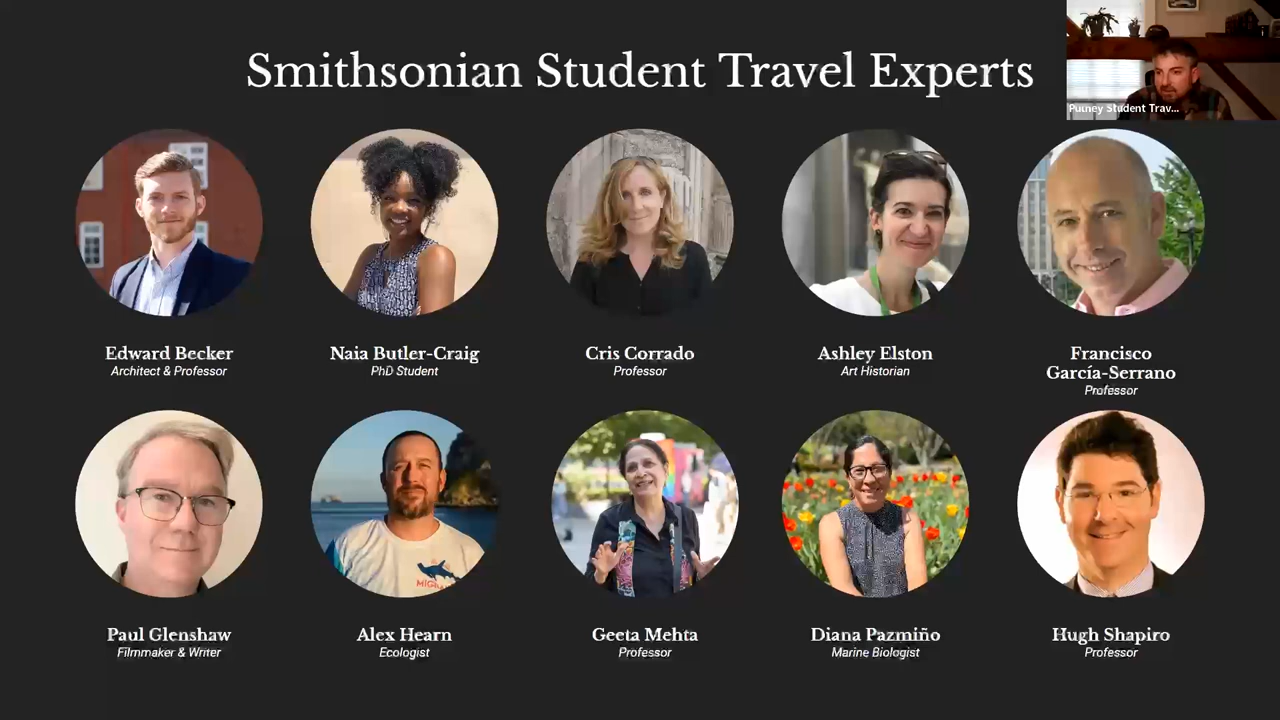 Smithsonian Student Travel Experts
Putney Student Trav...
Edward Becker
Architect & Professor
Naia Butler-Craig
PhD Student
Cris Corrado
Professor
Ashley Elston
Art Historian
Francisco
García-Serrano
Professor
Paul Glenshaw
Filmmaker & Writer
Alex Hearn
Ecologist
Geeta Mehta
Professor
Diana Pazmiño
Marine Biologist
Hugh Shapiro
Professor